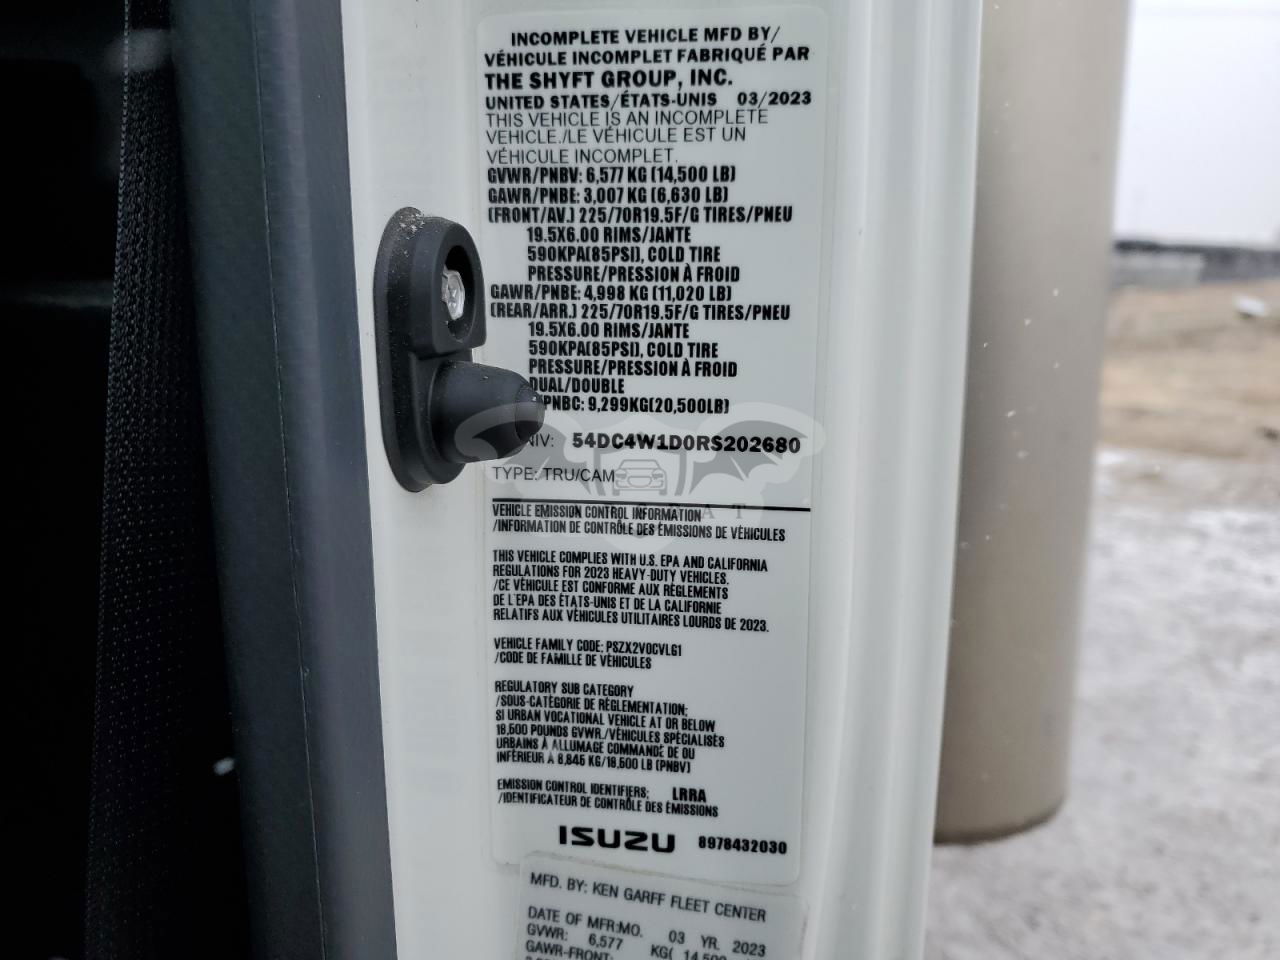 INCOMPLETE VEHICLE MFD BY/
VÉHICULE INCOMPLET FABRIQUÉ PAR
THE SHYFT GROUP, INC.
UNITED STATES/ÉTATS-UNIS 03/2023
THIS VEHICLE IS AN INCOMPLETE
VEHICLE./LE VÉHICULE EST UN
VÉHICULE INCOMPLET.
GVWR/PNBV: 6,577 KG (14,500 LB)
GAWR/PNBE: 3,007 KG (6,630 LB)
(FRONT/AV.) 225/70R19.5F/G TIRES/PNEU
19.5X6.00 RIMS/JANTE
590KPA(85PSI), COLD TIRE
PRESSURE/PRESSION À FROID
GAWR/PNBE: 4,998 KG (11,020 LB)
(REAR/ARR.) 225/70R19.5F/G TIRES/PNEU
19.5X6.00 RIMS/JANTE
590KPA(85PSI), COLD TIRE
PRESSURE/PRESSION À FROID
DUAL/DOUBLE
PNBC: 9,299KG(20,500LB)
NIV: 54DC4W1D0RS202680
TYPE: TRU/CAM
VEHICLE EMISSION CONTROL INFORMATION
/INFORMATION DE CONTRÔLE DES ÉMISSIONS DE VÉHICULES
THIS VEHICLE COMPLIES WITH U.S. EPA AND CALIFORNIA
REGULATIONS FOR 2023 HEAVY-DUTY VEHICLES.
/CE VÉHICULE EST CONFORME AUX RÈGLEMENTS
DE L'EPA DES ÉTATS-UNIS ET DE LA CALIFORNIE
RELATIFS AUX VÉHICULES UTILITAIRES LOURDS DE 2023.
VEHICLE FAMILY CODE: PSZX2VOCVLG1
/CODE DE FAMILLE DE VÉHICULES
REGULATORY SUB CATEGORY
/SOUS-CATÉGORIE DE RÉGLEMENTATION:
SI URBAN VOCATIONAL VEHICLE AT OR BELOW
19,500 POUNDS GVWR./VÉHICULES SPÉCIALISÉS
URBAINS À ALLUMAGE COMMANDÉ DE OU
INFÉRIEUR À 8,845 KG/19,500 LB (PNBV)
EMISSION CONTROL IDENTIFIERS: LRRA
/IDENTIFICATEUR DE CONTRÔLE DES ÉMISSIONS
ISUZU 8978432030
MFD. BY: KEN GARFF FLEET CENTER
DATE OF MFR:MO. 03 YR. 2023
GVWR: 6,577 KG( 14,500
GAWR-FRONT: